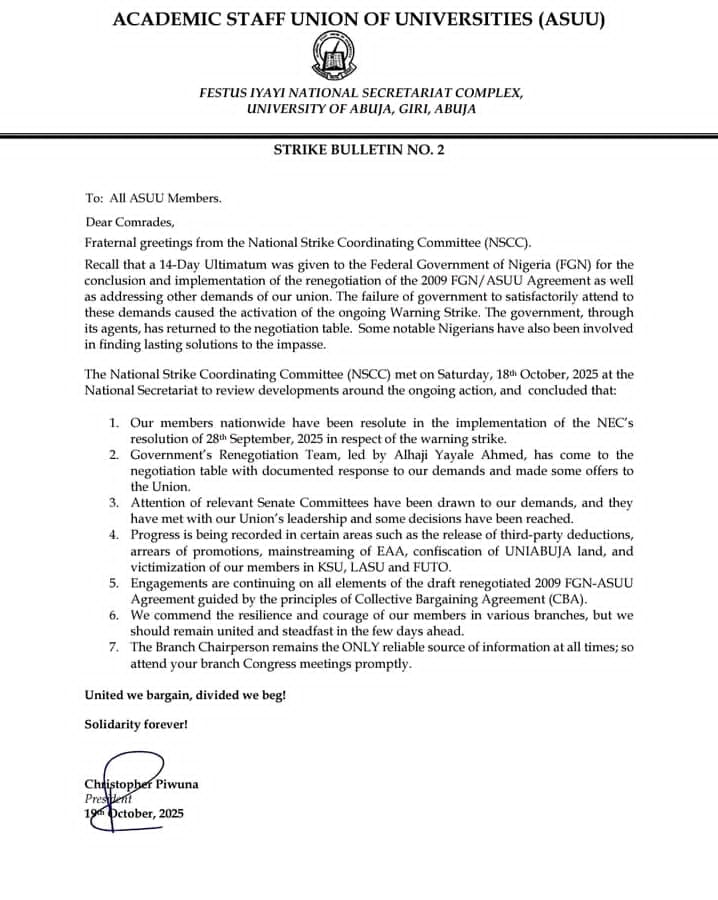 ACADEMIC STAFF UNION OF UNIVERSITIES (ASUU)
FESTUS IYAYI NATIONAL SECRETARIAT COMPLEX,
UNIVERSITY OF ABUJA, GIRI, ABUJA
STRIKE BULLETIN NO. 2
To: All ASUU Members.
Dear Comrades,
Fraternal greetings from the National Strike Coordinating Committee (NSCC).
Recall that a 14-Day Ultimatum was given to the Federal Government of Nigeria (FGN) for the
conclusion and implementation of the renegotiation of the 2009 FGN/ASUU Agreement as well
as addressing other demands of our union. The failure of government to satisfactorily attend to
these demands caused the activation of the ongoing Warning Strike. The government, through
its agents, has returned to the negotiation table. Some notable Nigerians have also been involved
in finding lasting solutions to the impasse.
The National Strike Coordinating Committee (NSCC) met on Saturday, 18th October, 2025 at the
National Secretariat to review developments around the ongoing action, and concluded that:
1. Our members nationwide have been resolute in the implementation of the NEC's
resolution of 28th September, 2025 in respect of the warning strike.
2. Government's Renegotiation Team, led by Alhaji Yayale Ahmed, has come to the
negotiation table with documented response to our demands and made some offers to
the Union.
3. Attention of relevant Senate Committees have been drawn to our demands, and they
have met with our Union's leadership and some decisions have been reached.
4. Progress is being recorded in certain areas such as the release of third-party deductions,
arrears of promotions, mainstreaming of EAA, confiscation of UNIABUJA land, and
victimization of our members in KSU, LASU and FUTO.
5. Engagements are continuing on all elements of the draft renegotiated 2009 FGN-ASUU
Agreement guided by the principles of Collective Bargaining Agreement (CBA).
6. We commend the resilience and courage of our members in various branches, but we
should remain united and steadfast in the few days ahead.
7. The Branch Chairperson remains the ONLY reliable source of information at all times; so
attend your branch Congress meetings promptly.
United we bargain, divided we beg!
Solidarity forever!
Christopher Piwuna
President
19th October, 2025